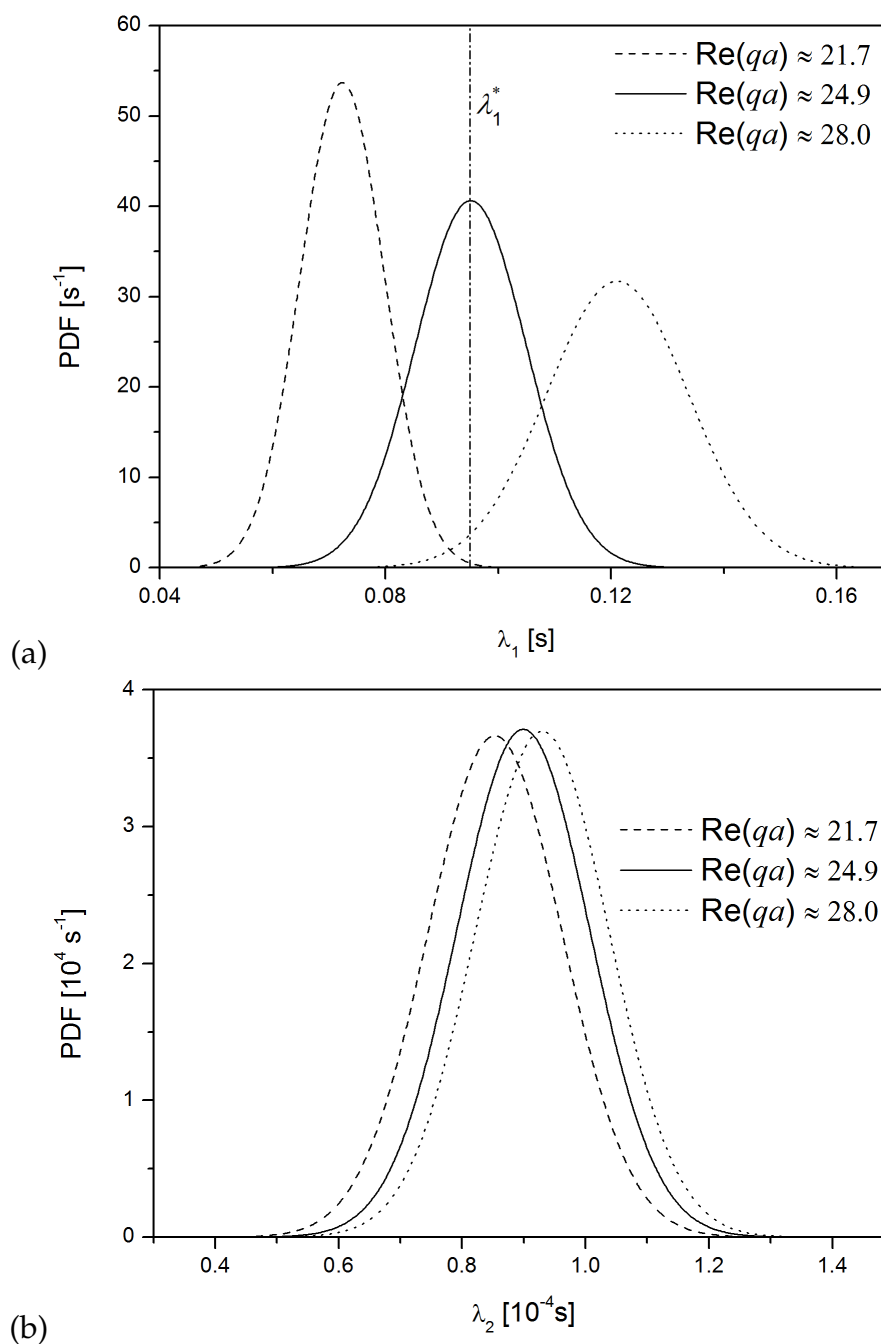 60
50
40
30
20
10
0
PDF [s⁻¹]
Re(qa) ≈ 21.7
Re(qa) ≈ 24.9
Re(qa) ≈ 28.0
λ₁*
0.04 0.08 0.12 0.16
λ₁ [s]
(a)
4
3
2
1
0
PDF [10⁴ s⁻¹]
Re(qa) ≈ 21.7
Re(qa) ≈ 24.9
Re(qa) ≈ 28.0
0.4 0.6 0.8 1.0 1.2 1.4
λ₂ [10⁻⁴s]
(b)